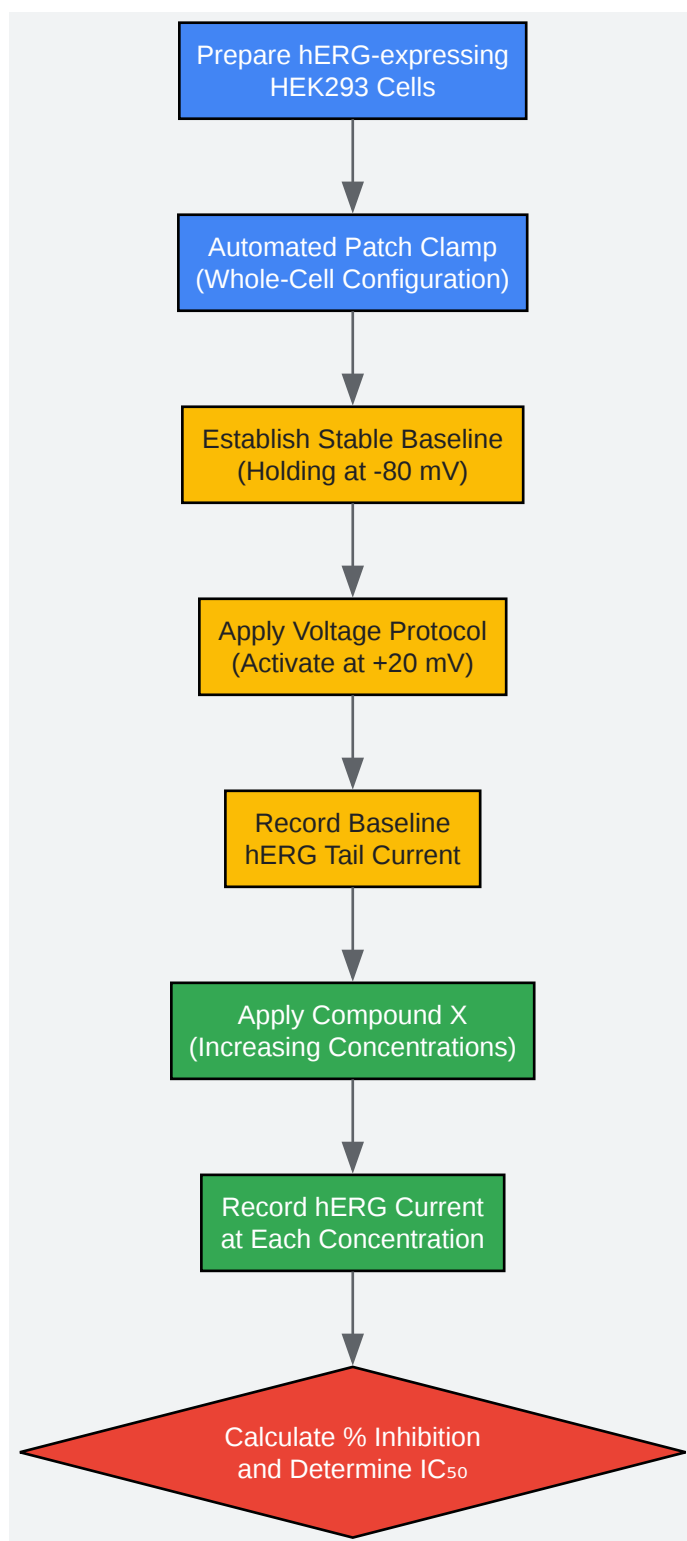 Prepare hERG-expressing
HEK293 Cells
Automated Patch Clamp
(Whole-Cell Configuration)
Establish Stable Baseline
(Holding at -80 mV)
Apply Voltage Protocol
(Activate at +20 mV)
Record Baseline
hERG Tail Current
Apply Compound X
(Increasing Concentrations)
Record hERG Current
at Each Concentration
Calculate % Inhibition
and Determine IC₅₀